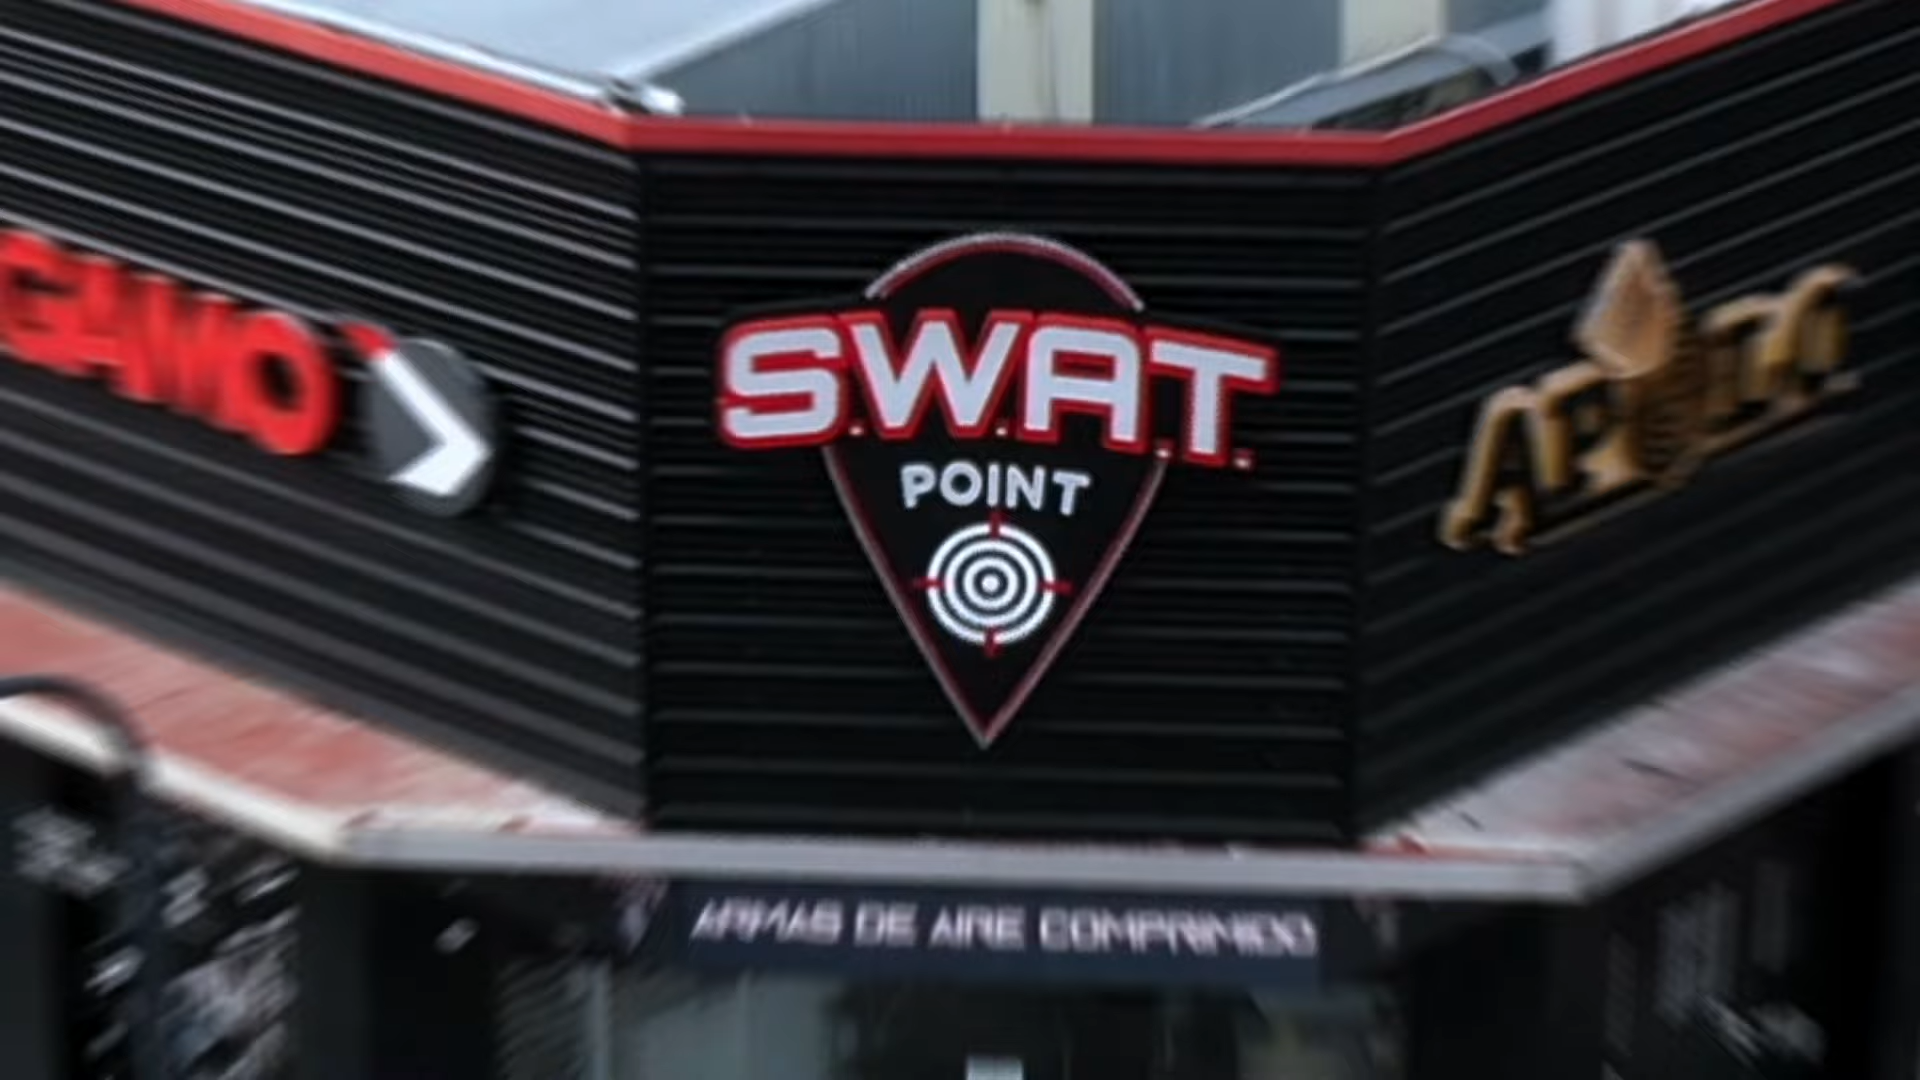 GAMO
S.W.A.T.
POINT
ARMAS DE AIRE COMPRIMIDO